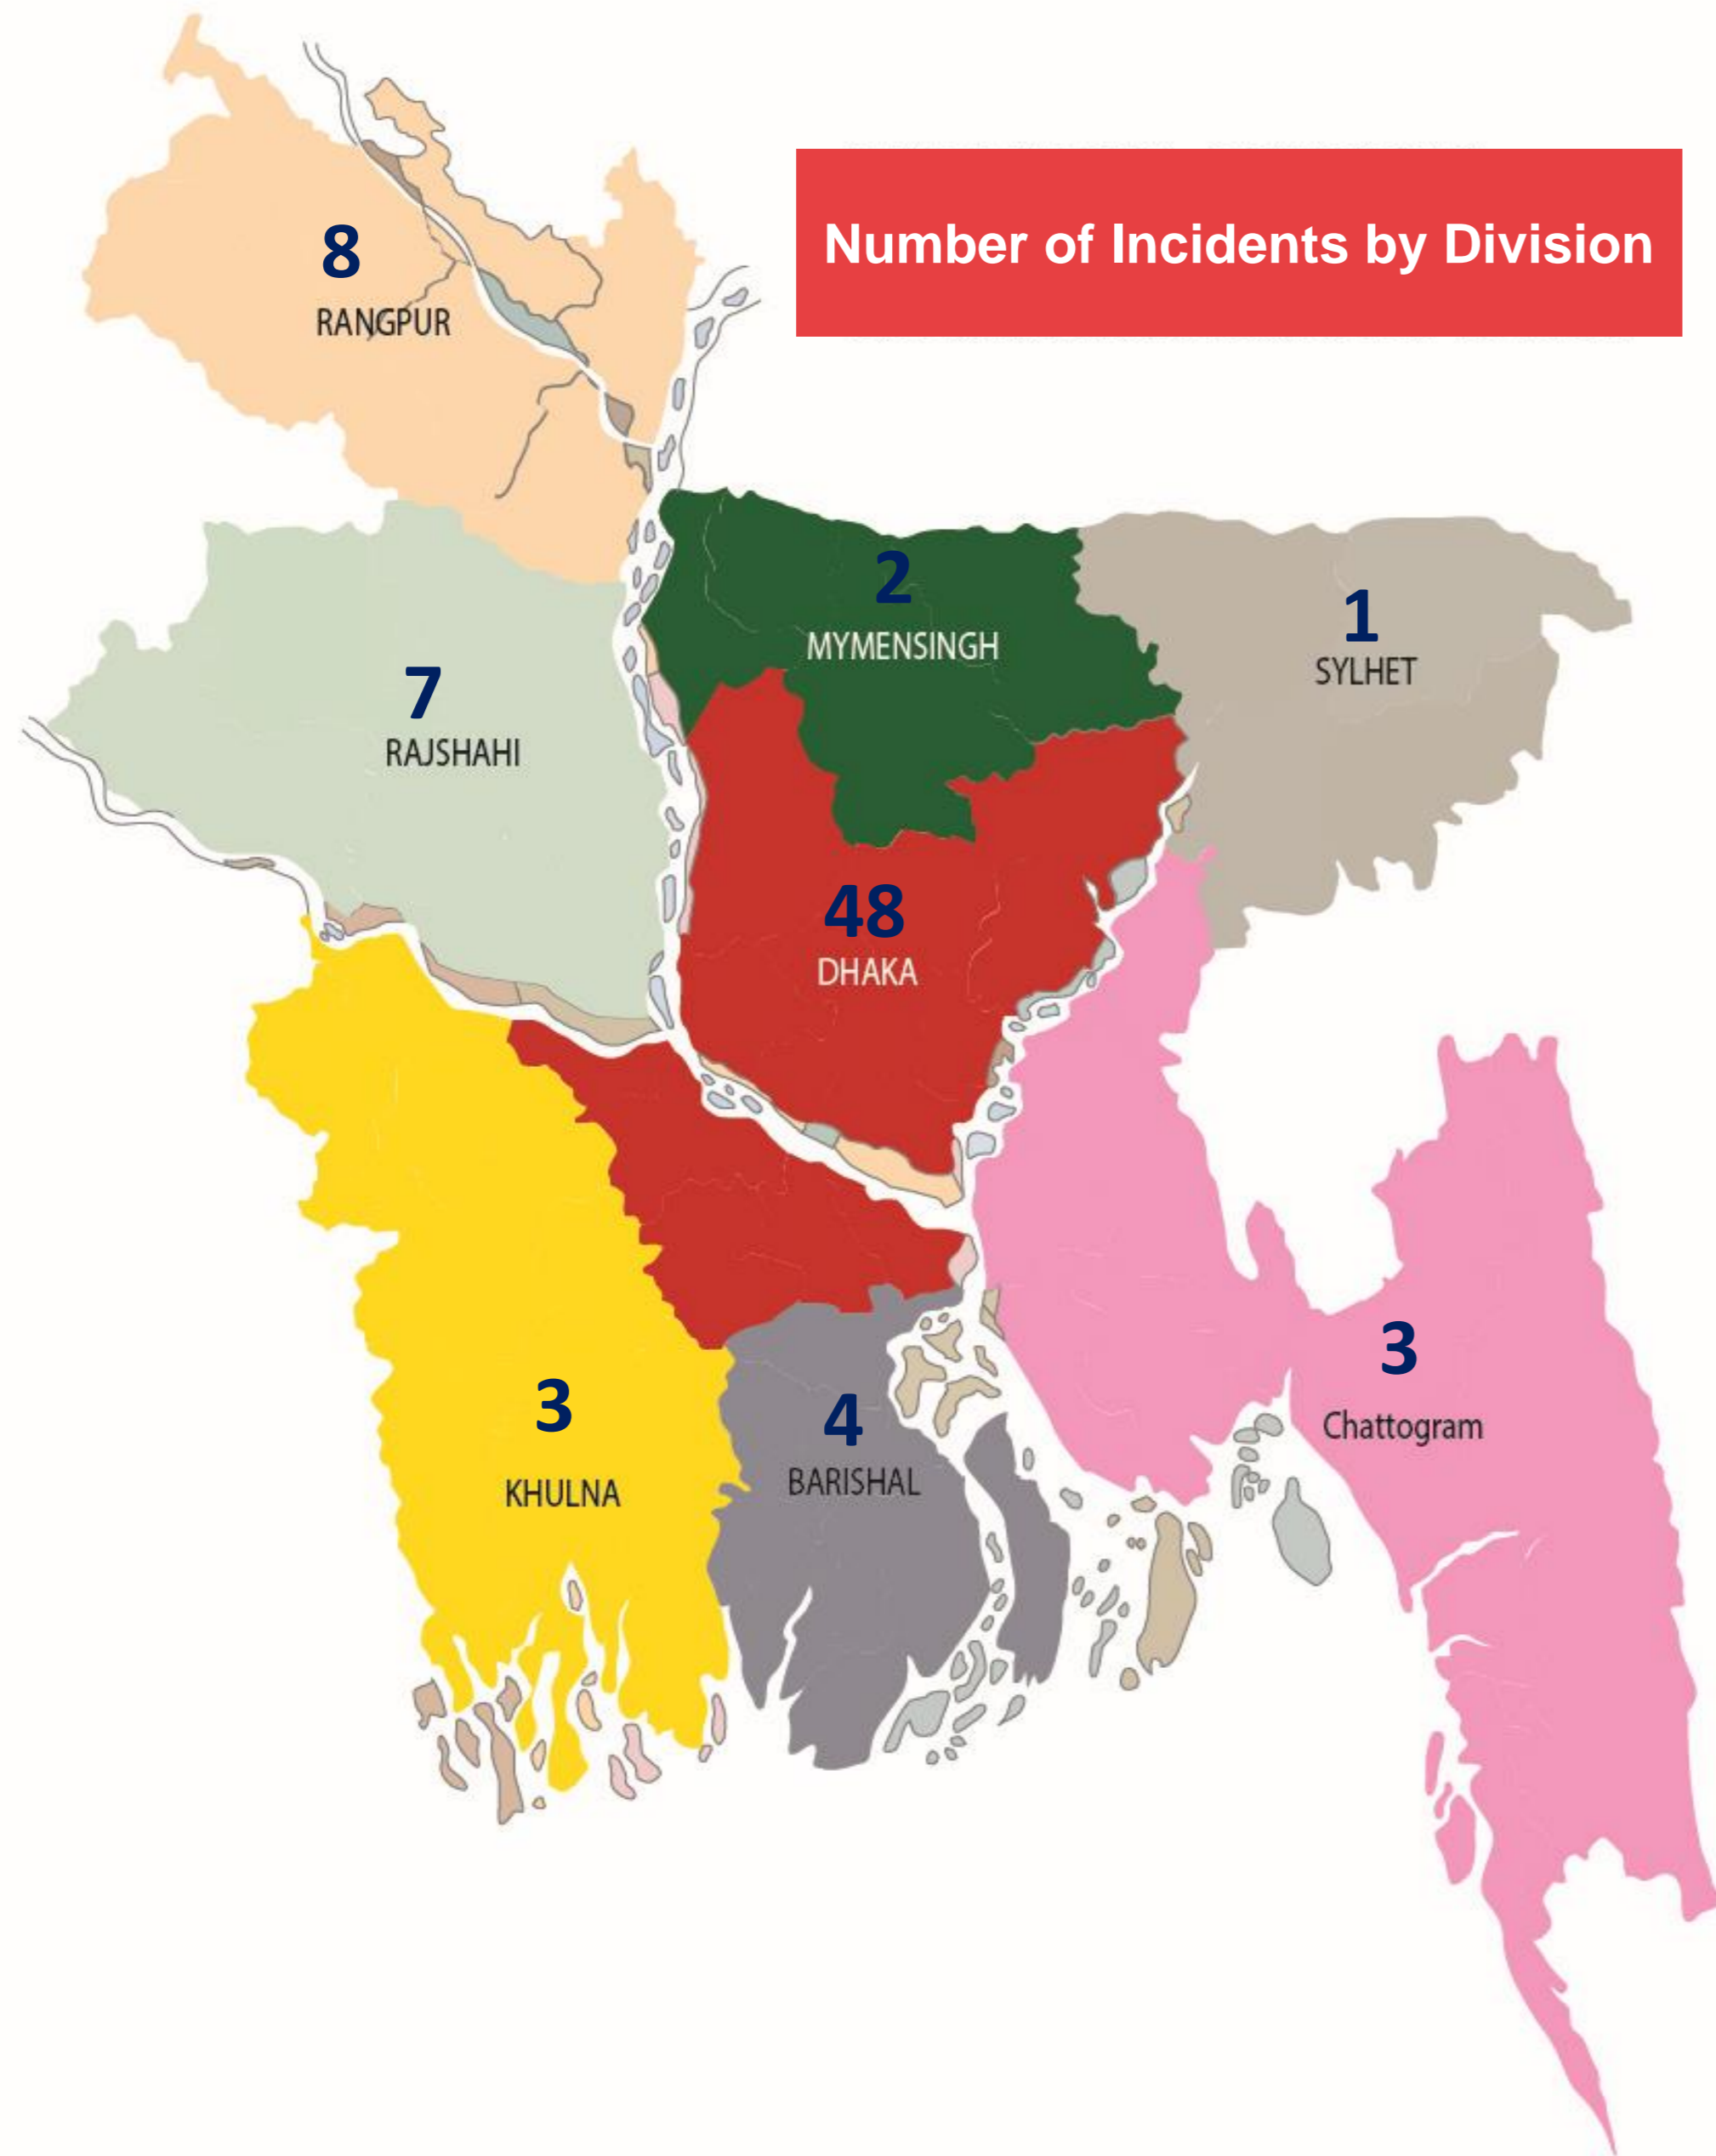 Number of Incidents by Division
8
RANGPUR
2
MYMENSINGH
1
SYLHET
7
RAJSHAHI
48
DHAKA
3
Chattogram
3
KHULNA
4
BARISHAL